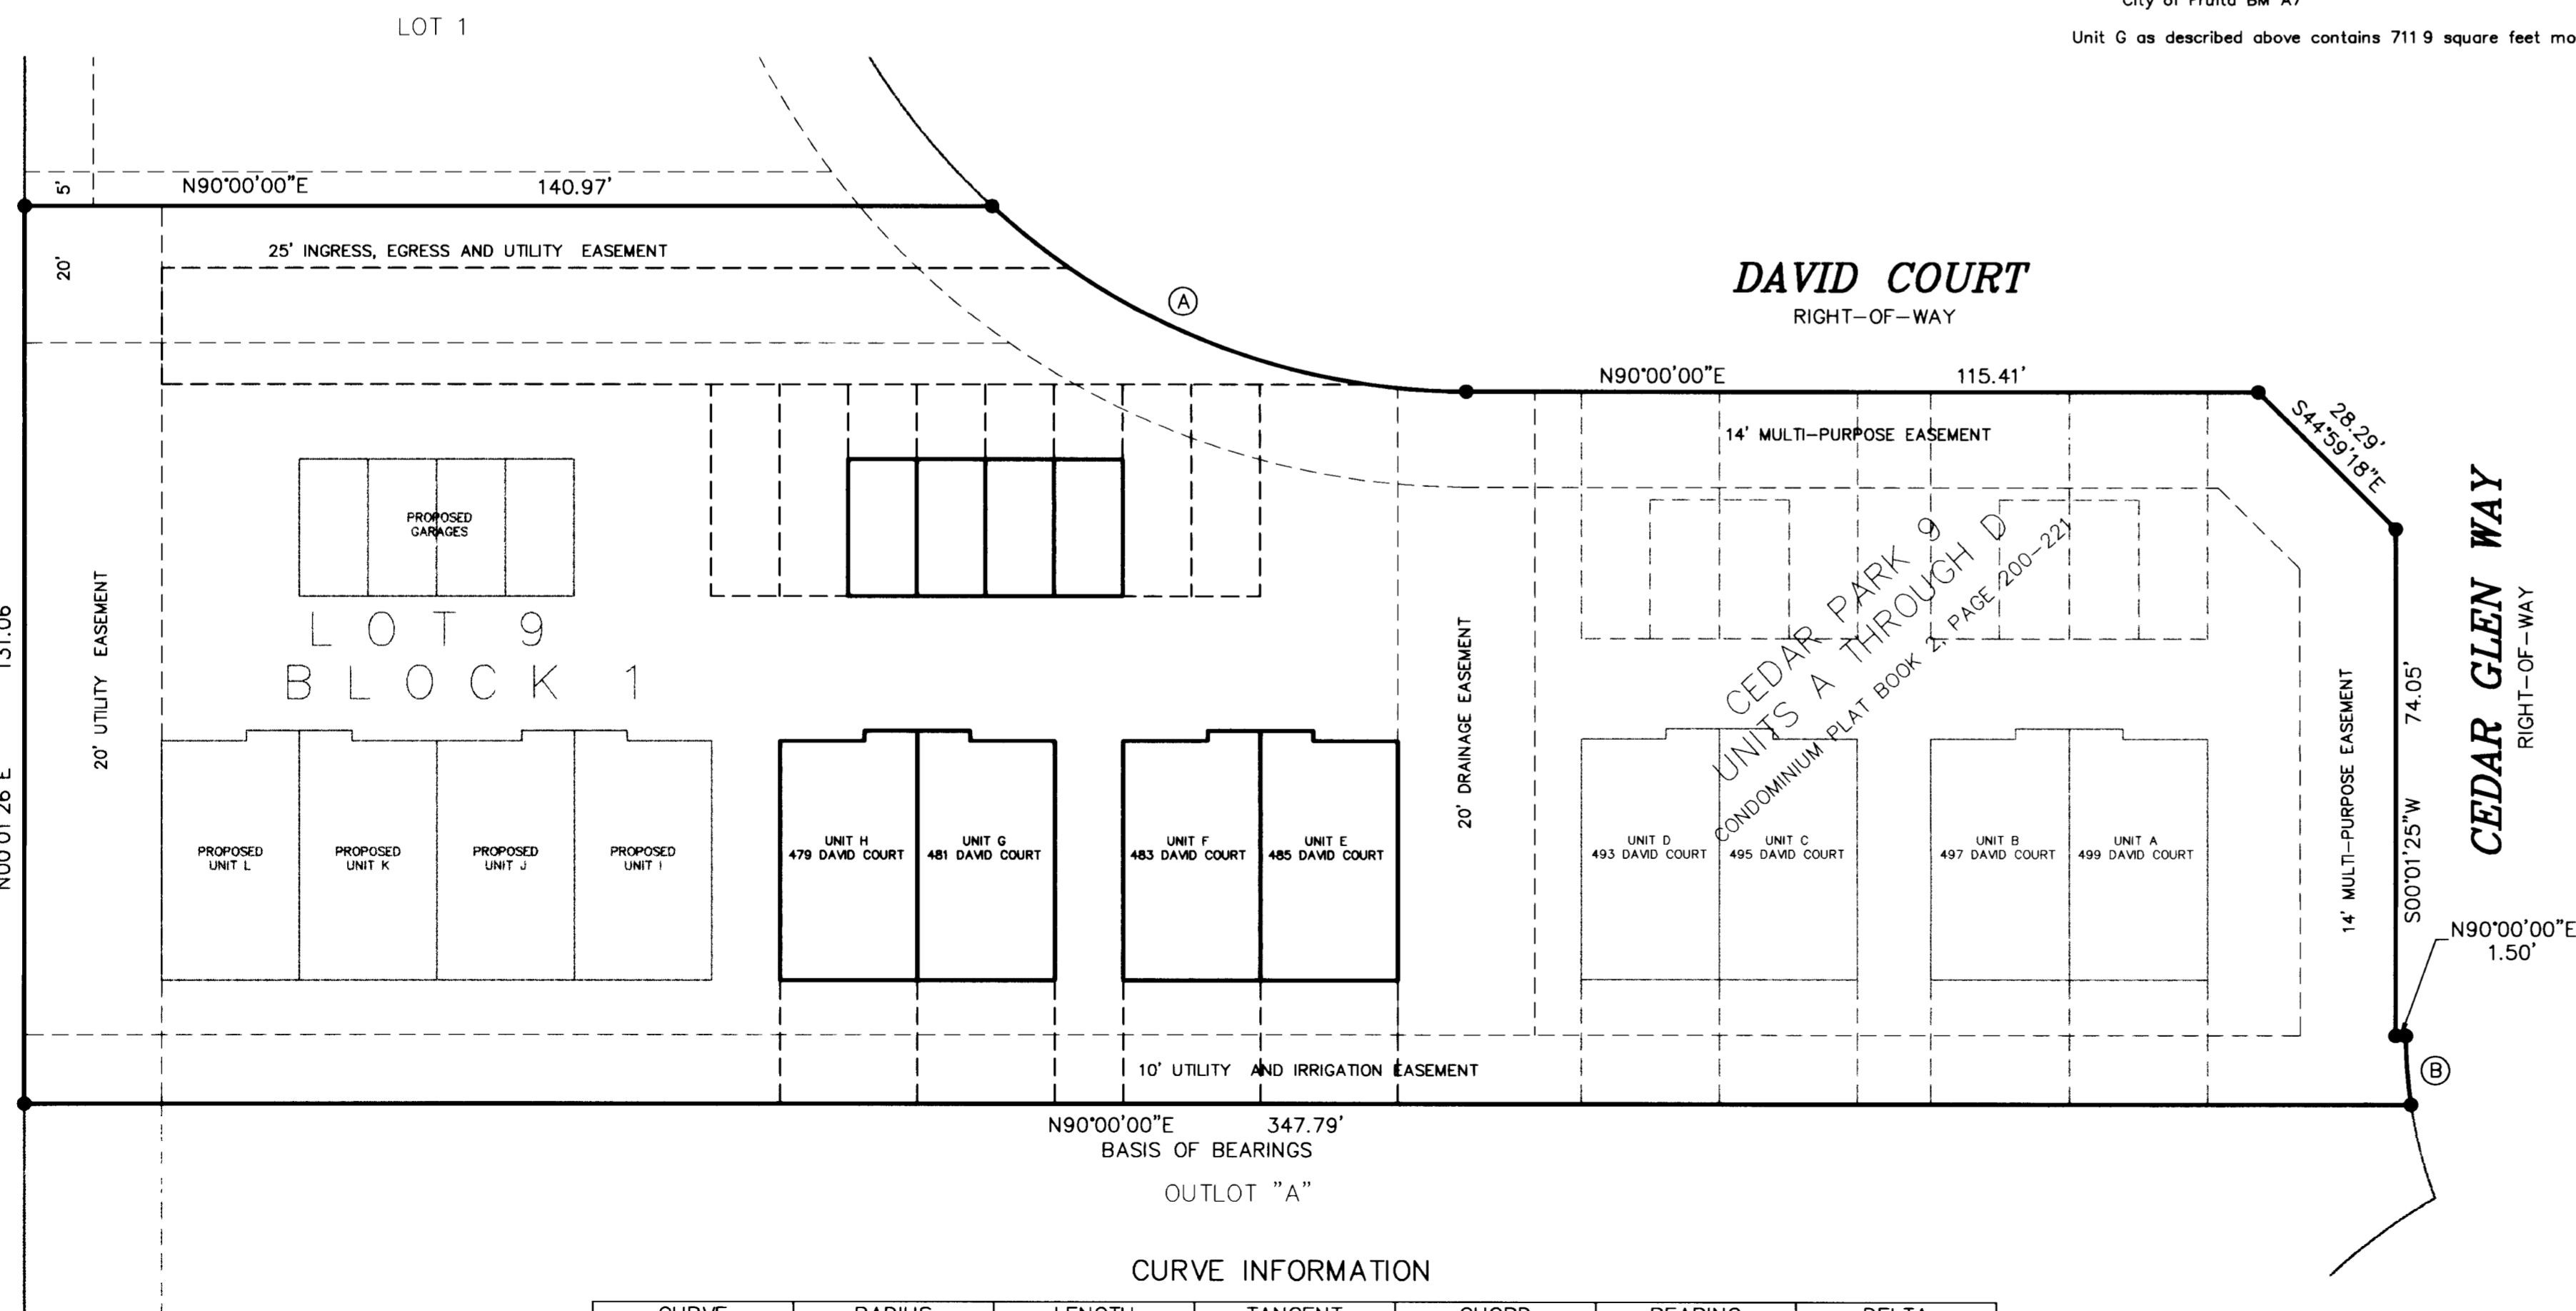 LOT 1
Unit G as described above contains 711 9 square feet
5'
N90°00'00"E 140.97'
20'
25' INGRESS, EGRESS AND UTILITY EASEMENT
A
DAVID COURT
RIGHT-OF-WAY
N90°00'00"E 115.41'
28.29'
S44°59'18"E
14' MULTI-PURPOSE EASEMENT
PROPOSED
GARAGES
LOT 9
BLOCK 1
20' UTILITY EASEMENT
20' DRAINAGE EASEMENT
CEDAR PARK 9
UNITS A THROUGH D
CONDOMINIUM PLAT BOOK 2, PAGE 200-221
14' MULTI-PURPOSE EASEMENT
S00°01'25"W 74.05'
CEDAR GLEN WAY
RIGHT-OF-WAY
PROPOSED
UNIT L
PROPOSED
UNIT K
PROPOSED
UNIT J
PROPOSED
UNIT I
UNIT H
479 DAVID COURT
UNIT G
481 DAVID COURT
UNIT F
483 DAVID COURT
UNIT E
485 DAVID COURT
UNIT D
493 DAVID COURT
UNIT C
495 DAVID COURT
UNIT B
497 DAVID COURT
UNIT A
499 DAVID COURT
N90°00'00"E
1.50'
B
10' UTILITY AND IRRIGATION EASEMENT
N90°00'00"E 347.79'
BASIS OF BEARINGS
OUTLOT "A"
CURVE INFORMATION
CURVE RADIUS LENGTH TANGENT CHORD BEARING DELTA